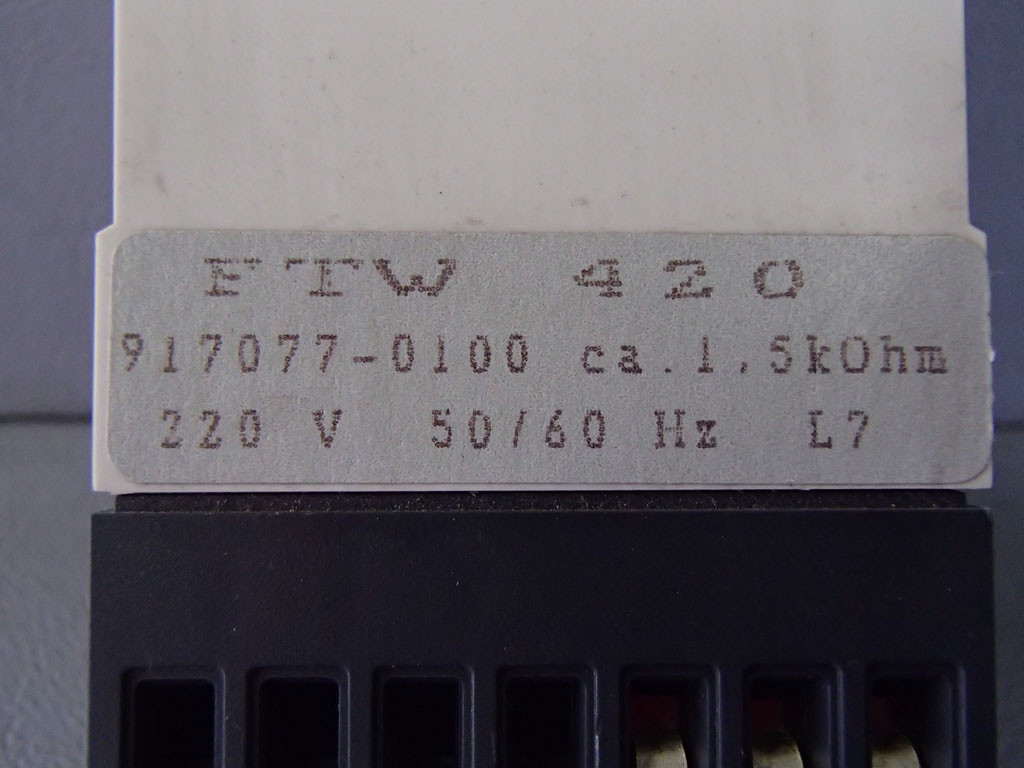 FTW 420
917077-0100 ca.1,5kOhm
220 V 50/60 Hz L7